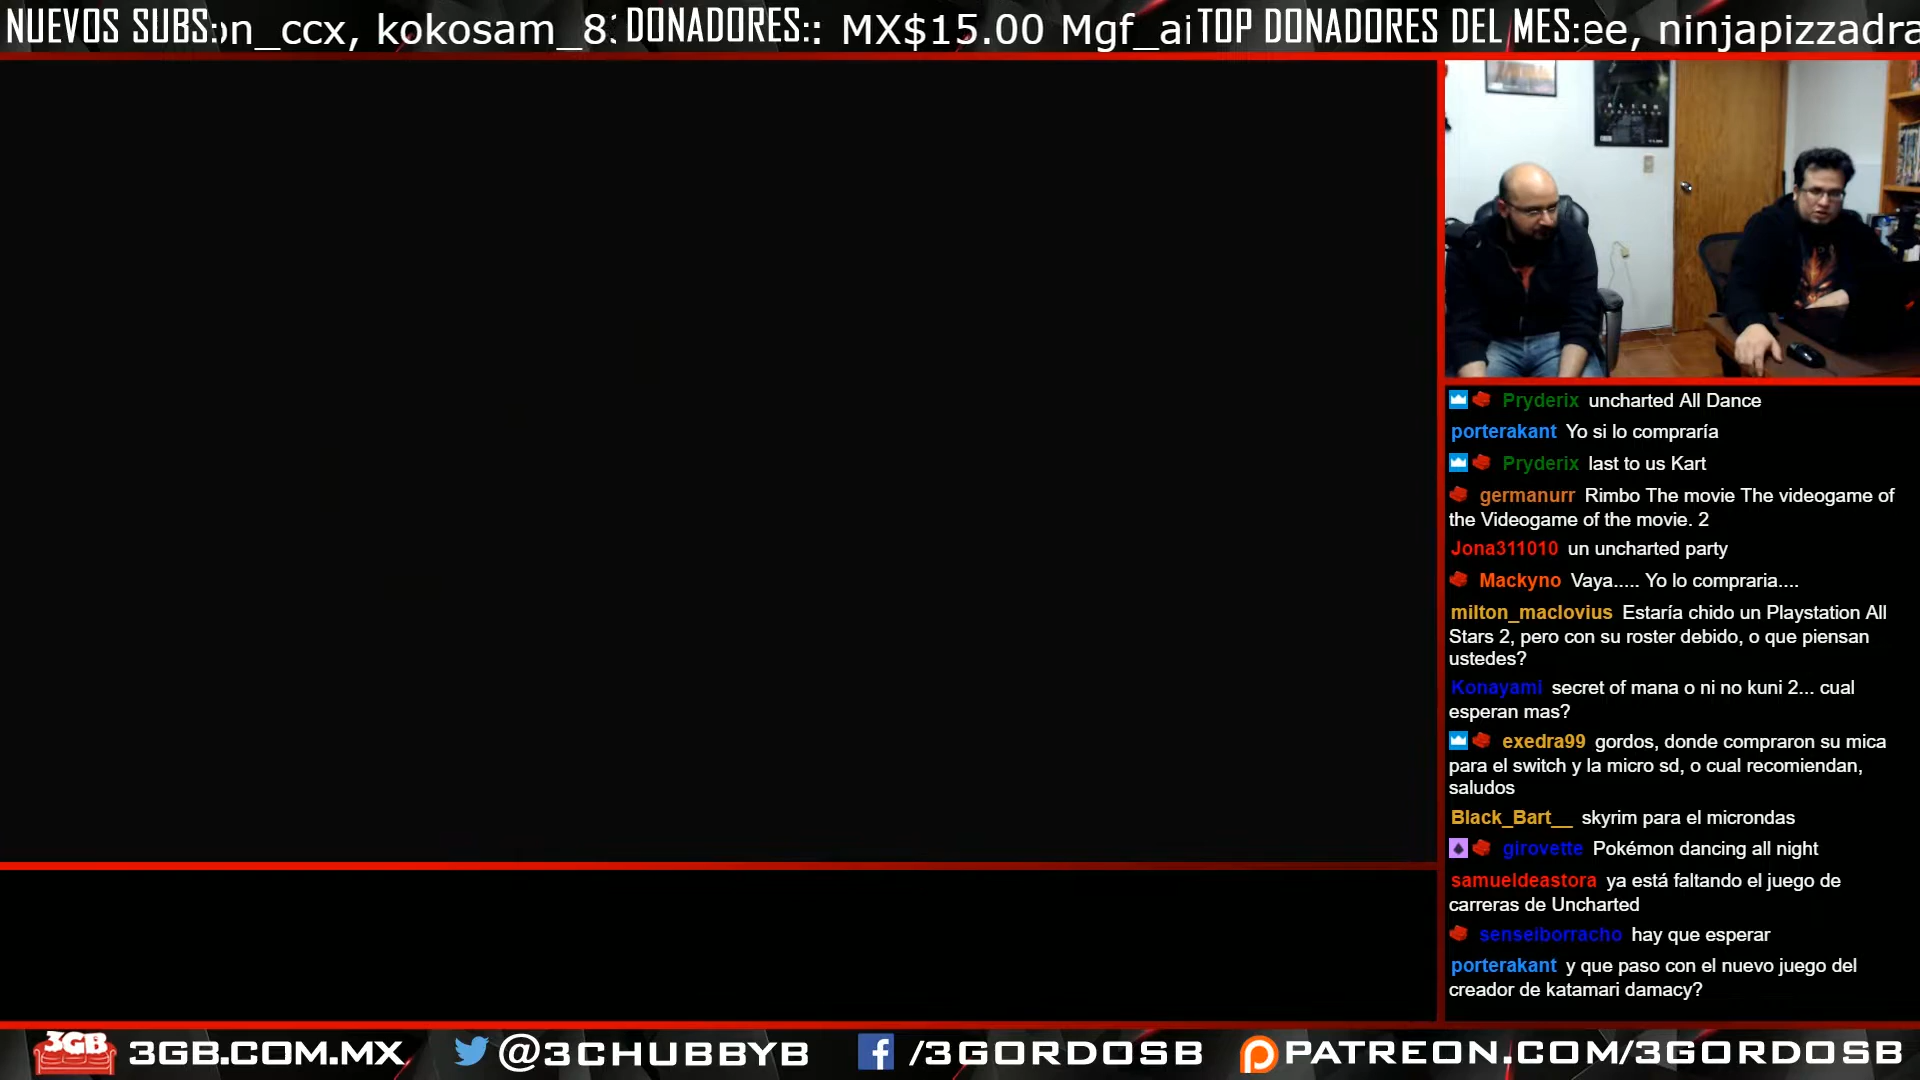 NUEVOS SUBS: on_ccx, kokosam_83 DONADORES:: MX$15.00 Mgf_ai TOP DONADORES DEL MES: ee, ninjapizzadra
Pryderix uncharted All Dance
porterakant Yo si lo compraría
Pryderix last to us Kart
germanurr Rimbo The movie The videogame of
the Videogame of the movie. 2
Jona311010 un uncharted party
Mackyno Vaya..... Yo lo compraria....
milton_maclovius Estaría chido un Playstation All
Stars 2, pero con su roster debido, o que piensan
ustedes?
Konayami secret of mana o ni no kuni 2... cual
esperan mas?
exedra99 gordos, donde compraron su mica
para el switch y la micro sd, o cual recomiendan,
saludos
Black_Bart__ skyrim para el microndas
girovette Pokémon dancing all night
samueldeastora ya está faltando el juego de
carreras de Uncharted
senseiborracho hay que esperar
porterakant y que paso con el nuevo juego del
creador de katamari damacy?
3GB 3GB.COM.MX @3CHUBBYB /3GORDOSB PATREON.COM/3GORDOSB